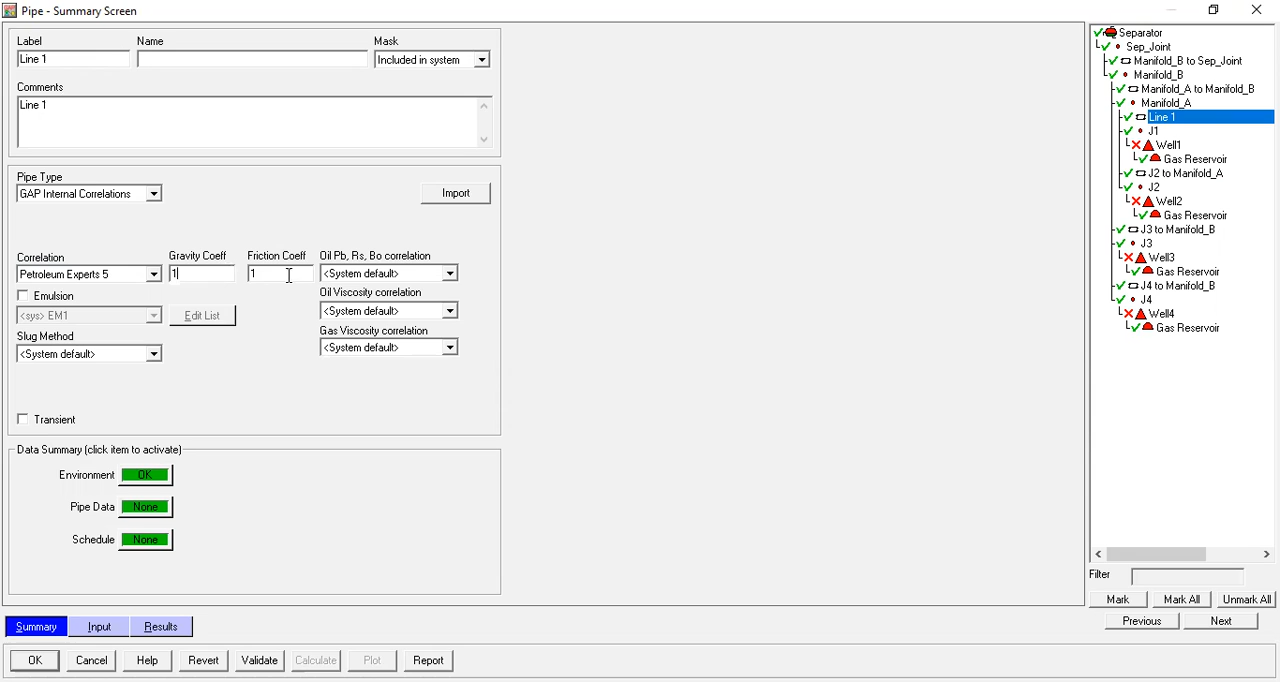 Pipe - Summary Screen
Label
Name
Mask
Line 1
Included in system
Comments
Line 1
Pipe Type
GAP Internal Correlations
Import
Correlation
Gravity Coeff
Friction Coeff
Oil Pb, Rs, Bo correlation
Petroleum Experts 5
1
1
<System default>
Emulsion
Oil Viscosity correlation
<sys> EM1
Edit List
<System default>
Slug Method
Gas Viscosity correlation
<System default>
<System default>
Transient
Data Summary (click item to activate)
Environment
OK
Pipe Data
None
Schedule
None
Summary
Input
Results
OK
Cancel
Help
Revert
Validate
Calculate
Plot
Report
Separator
Sep_Joint
Manifold_B to Sep_Joint
Manifold_B
Manifold_A to Manifold_B
Manifold_A
Line 1
J1
Well1
Gas Reservoir
J2 to Manifold_A
J2
Well2
Gas Reservoir
J3 to Manifold_B
J3
Well3
Gas Reservoir
J4 to Manifold_B
J4
Well4
Gas Reservoir
Filter
Mark
Mark All
Unmark All
Previous
Next